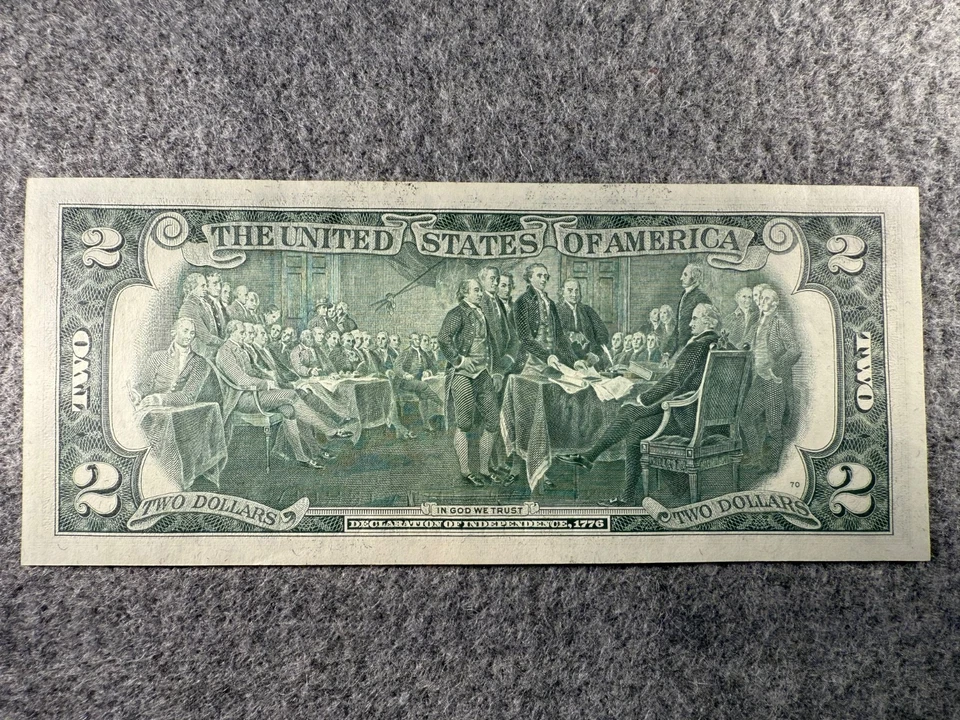 THE UNITED STATES OF AMERICA
2
2
TWO
TWO
2
2
70
TWO DOLLARS
TWO DOLLARS
IN GOD WE TRUST
DECLARATION OF INDEPENDENCE, 1776